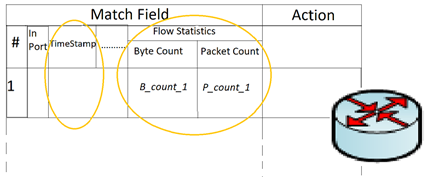 Match Field Action
# In Port TimeStamp .......... Flow Statistics
Byte Count Packet Count
1 B_count_1 P_count_1